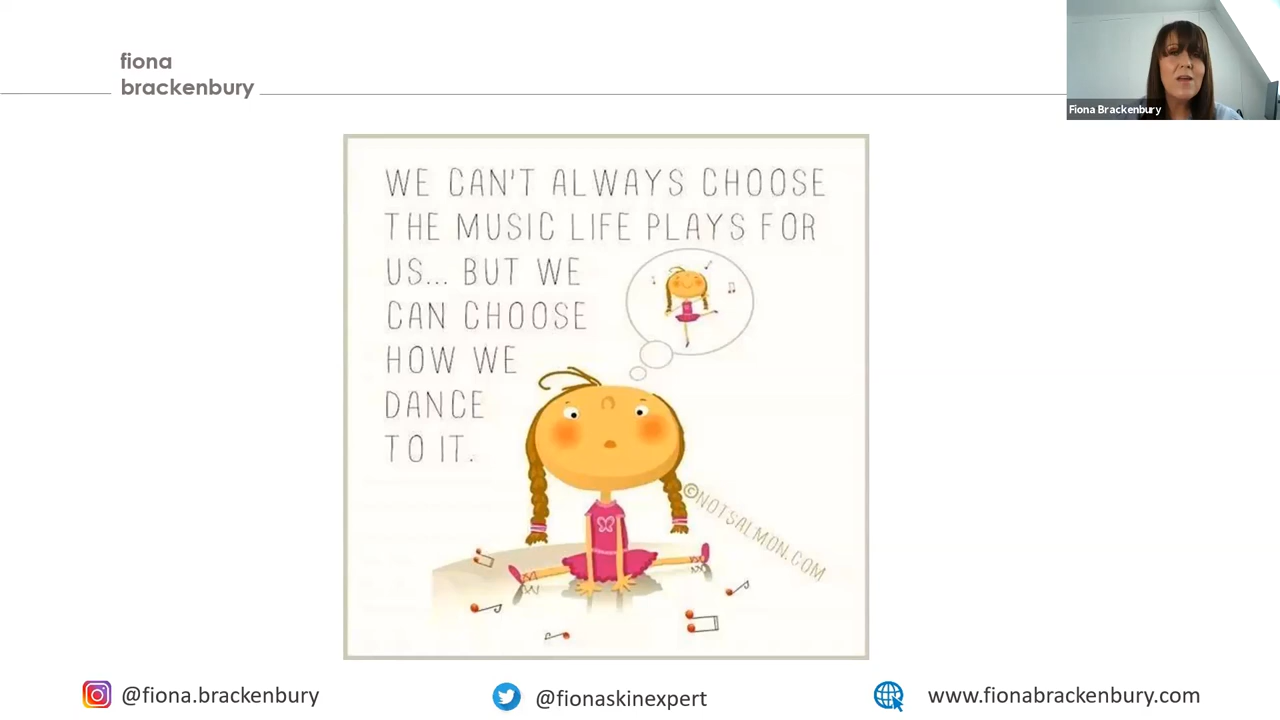 fiona
brackenbury
Fiona Brackenbury
WE CAN'T ALWAYS CHOOSE
THE MUSIC LIFE PLAYS FOR
US... BUT WE
CAN CHOOSE
HOW WE
DANCE
TO IT.
©NOTSALMON.COM
@fiona.brackenbury
@fionaskinexpert
www.fionabrackenbury.com